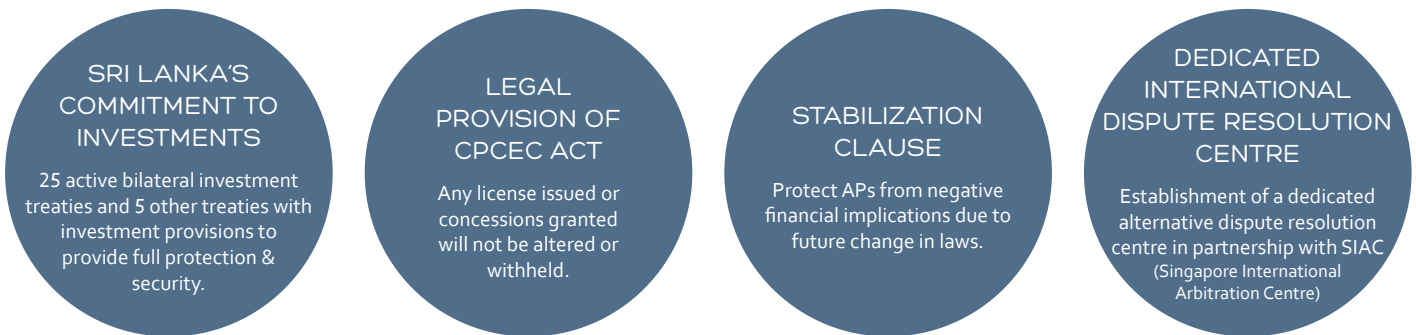 SRI LANKA'S
COMMITMENT TO
INVESTMENTS
25 active bilateral investment
treaties and 5 other treaties with
investment provisions to
provide full protection &
security.
LEGAL
PROVISION OF
CPCEC ACT
Any license issued or
concessions granted
will not be altered or
withheld.
STABILIZATION
CLAUSE
Protect APs from negative
financial implications due to
future change in laws.
DEDICATED
INTERNATIONAL
DISPUTE RESOLUTION
CENTRE
Establishment of a dedicated
alternative dispute resolution
centre in partnership with SIAC
(Singapore International
Arbitration Centre)